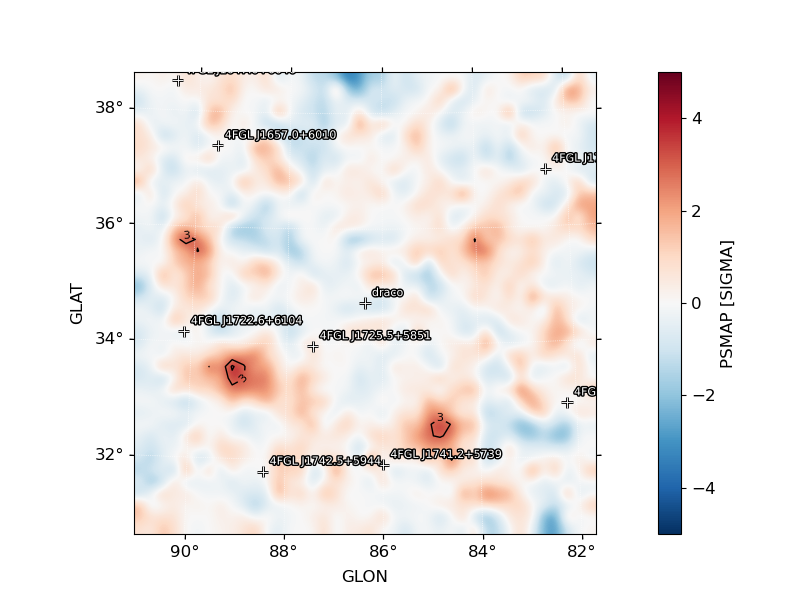 38°
36°
34°
32°
90°
88°
86°
84°
82°
GLON
GLAT
4FGL J1657.0+6010
4FGL J17
3
draco
4FGL J1722.6+6104
4FGL J1725.5+5851
3
4FG
3
4FGL J1742.5+5944
4FGL J1741.2+5739
4
2
0
−2
−4
PSMAP [SIGMA]